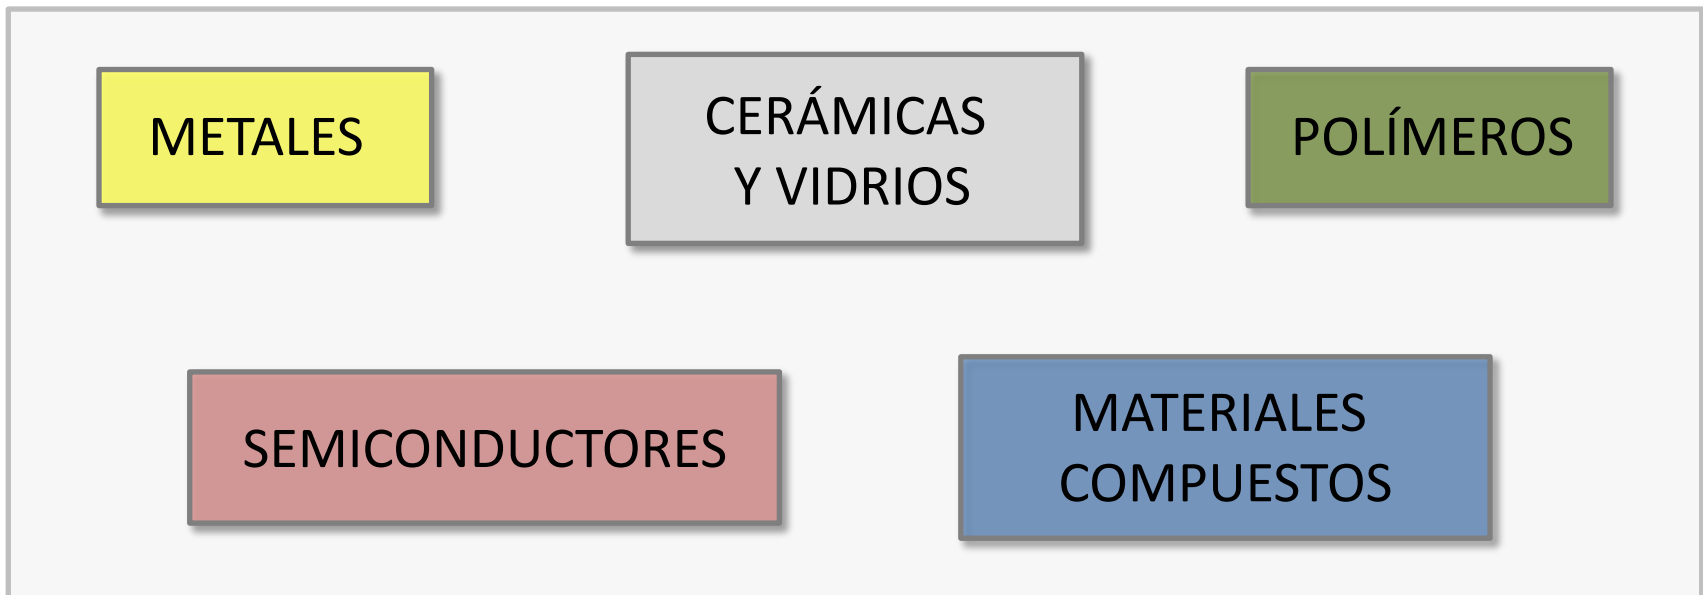 METALES
CERÁMICAS
Y VIDRIOS
POLÍMEROS
SEMICONDUCTORES
MATERIALES
COMPUESTOS